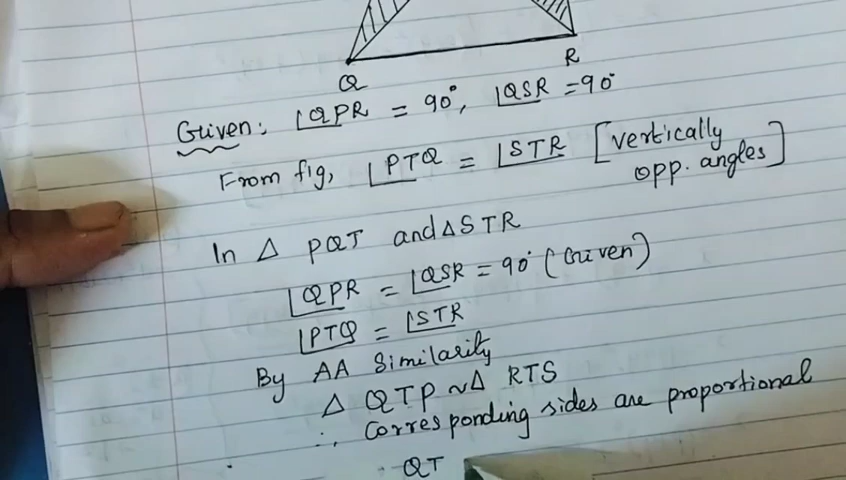 Q R
Given: ∠QPR = 90°, ∠QSR = 90°
From fig, ∠PTQ = ∠STR [vertically opp. angles]
In △ PQT and △STR
∠QPR = ∠QSR = 90° (Given)
∠PTQ = ∠STR
By AA Similarity
△ QTP ~ △ RTS
∴ Corresponding sides are proportional
QT